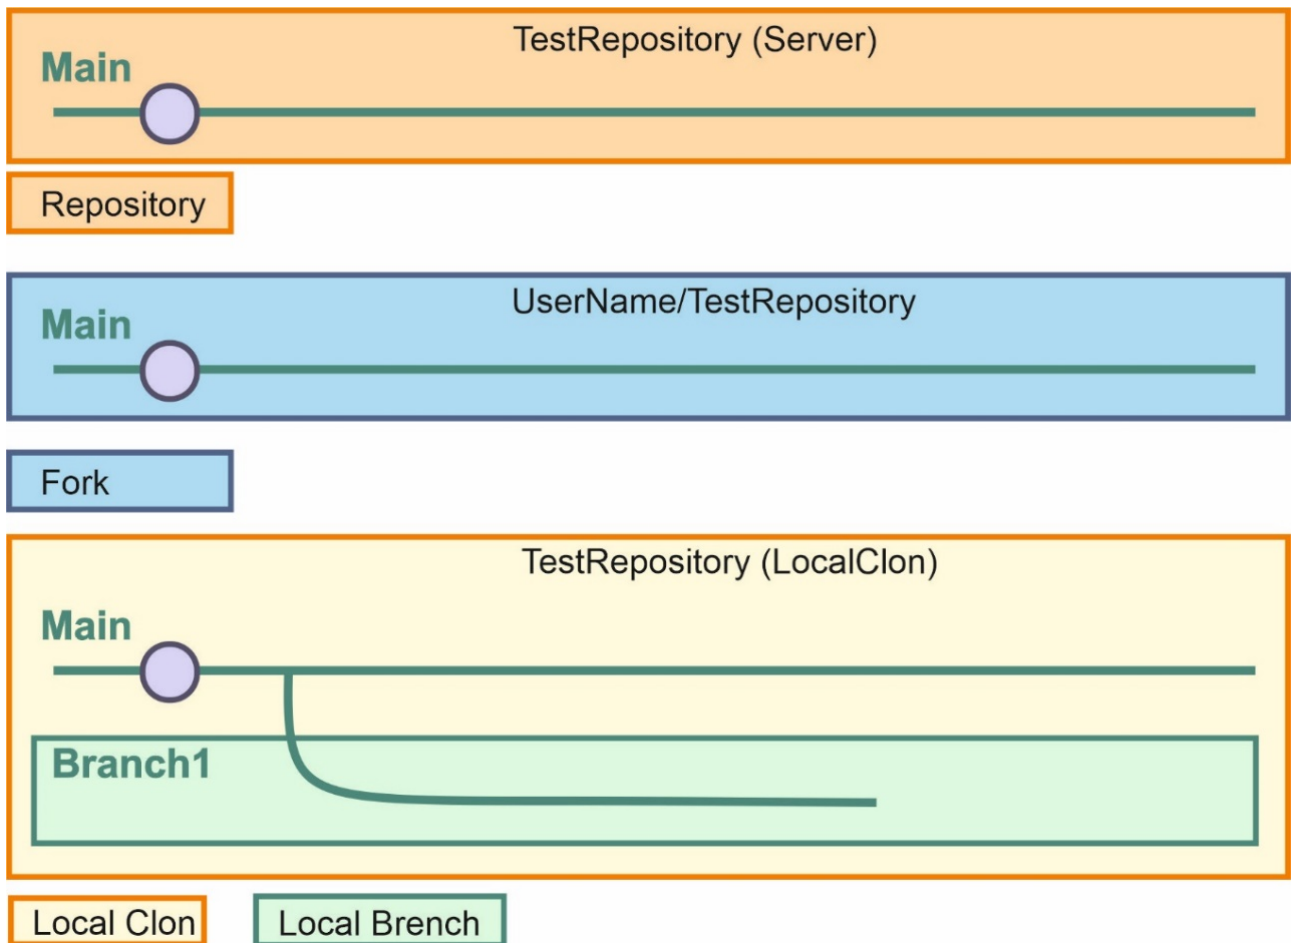 TestRepository (Server)
Main
Repository
UserName/TestRepository
Main
Fork
TestRepository (LocalClon)
Main
Branch1
Local Clon
Local Brench